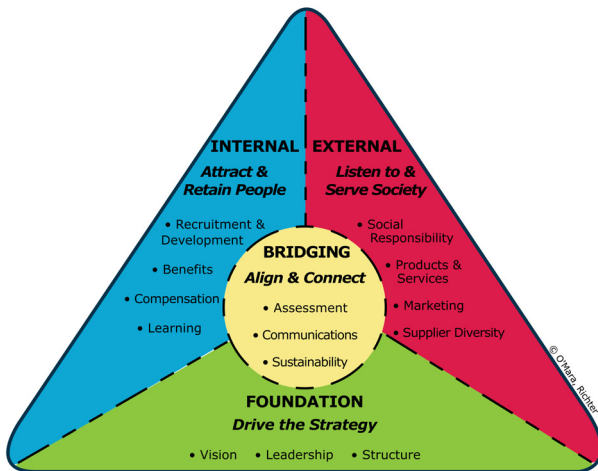 INTERNAL
Attract &
Retain People
• Recruitment &
Development
• Benefits
• Compensation
• Learning
EXTERNAL
Listen to &
Serve Society
• Social
Responsibility
• Products &
Services
• Marketing
• Supplier Diversity
BRIDGING
Align & Connect
• Assessment
• Communications
• Sustainability
FOUNDATION
Drive the Strategy
• Vision • Leadership • Structure
© O'Mara, Richter